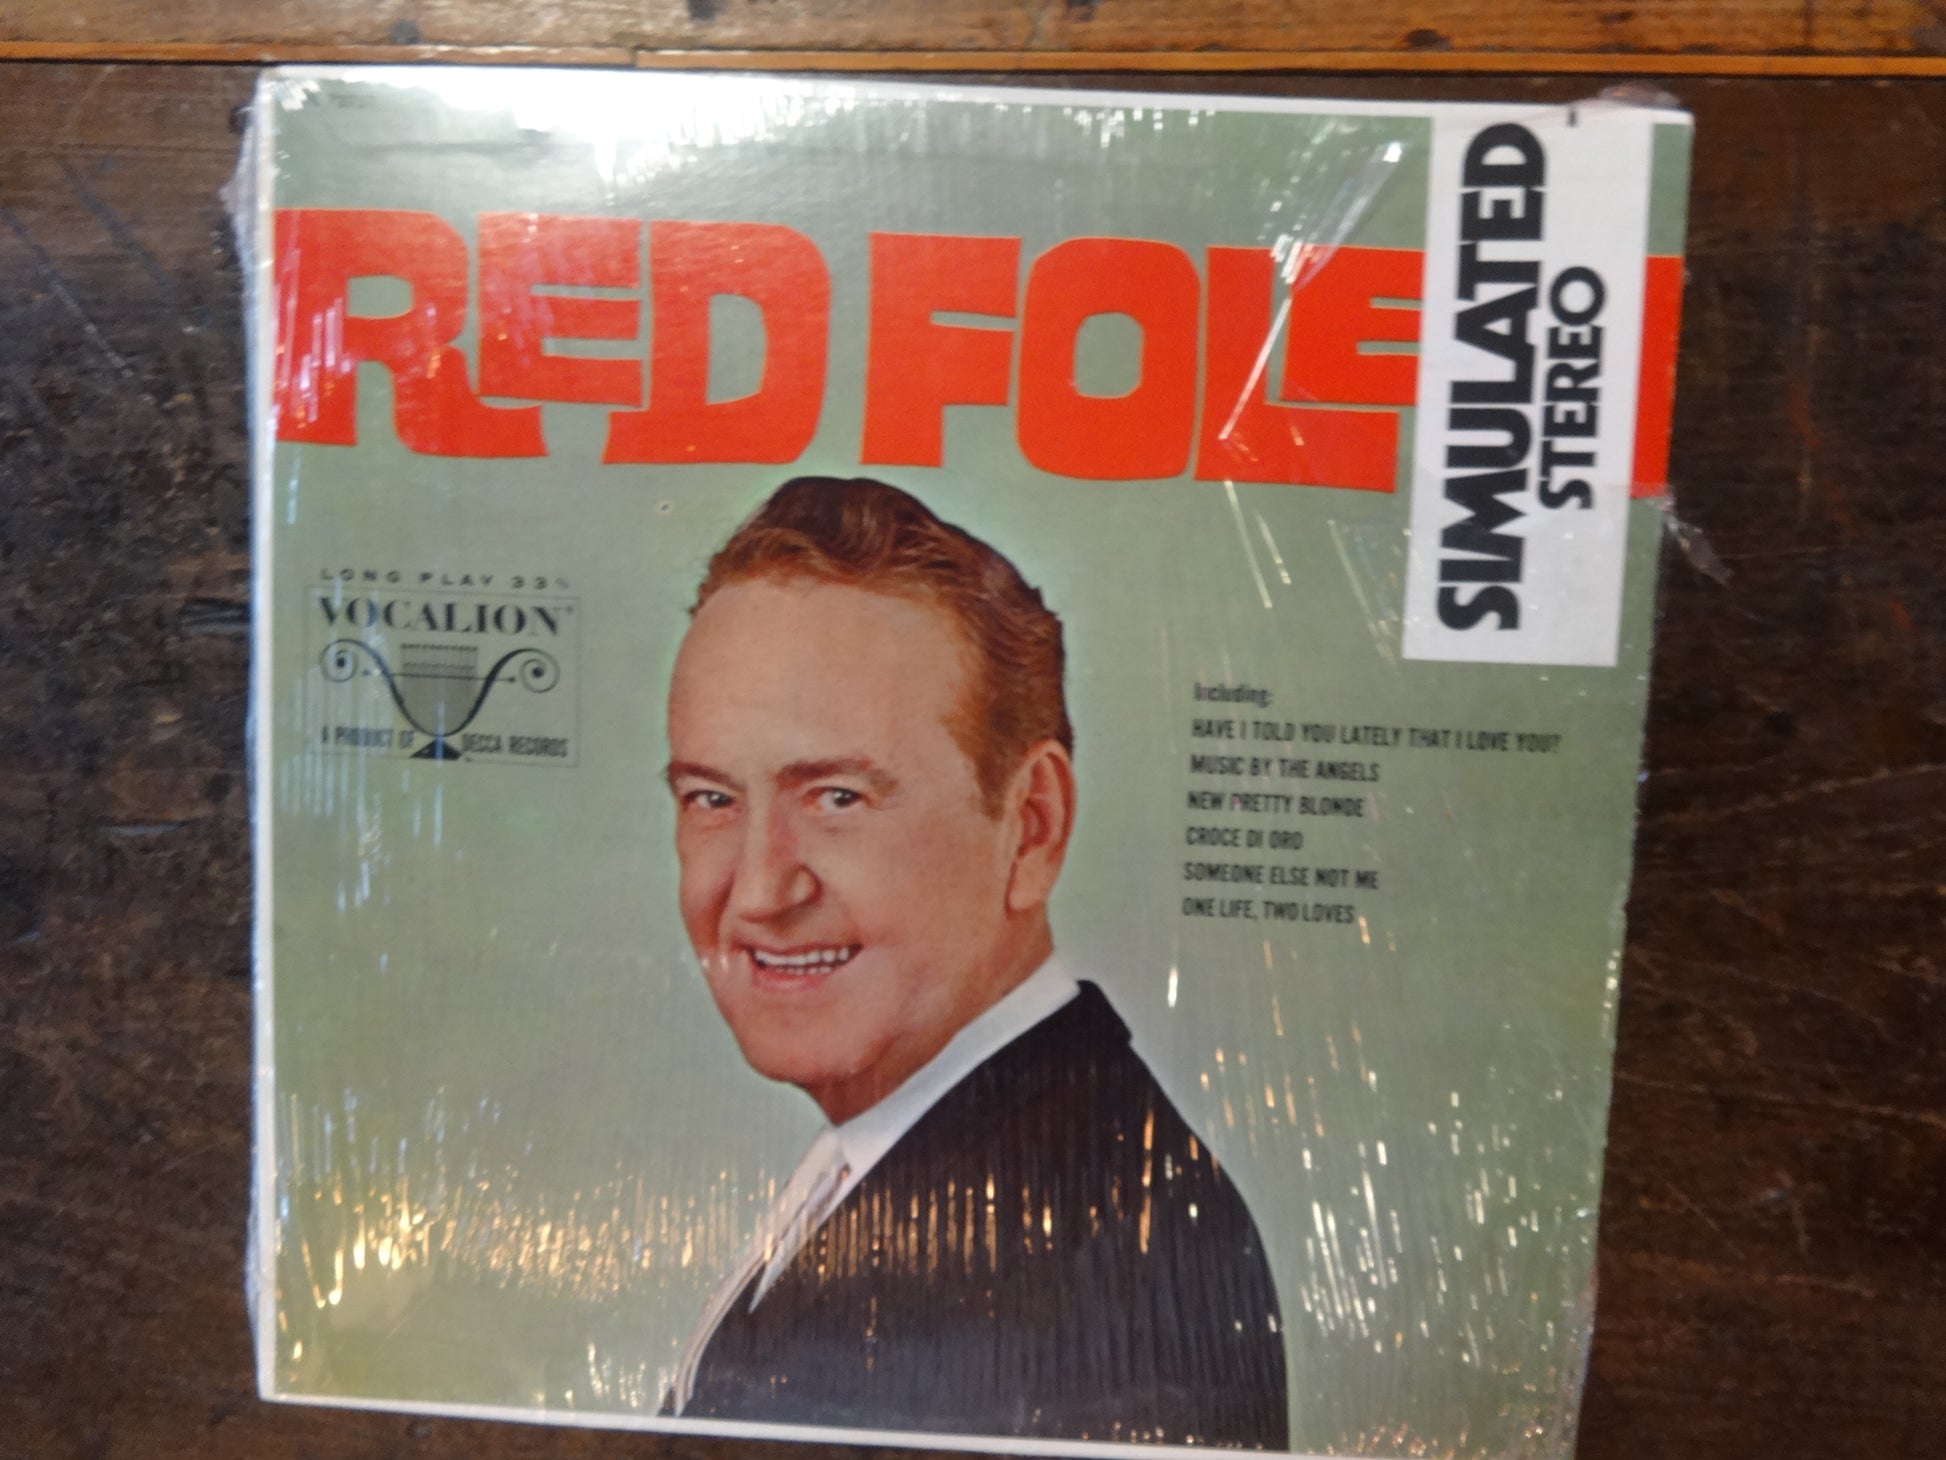 RED FOLE
SIMULATED
STEREO
LONG PLAY 33⅓
VOCALION
A PRODUCT OF DECCA RECORDS
Including:
HAVE I TOLD YOU LATELY THAT I LOVE YOU?
MUSIC BY THE ANGELS
NEW PRETTY BLONDE
CROCE DI ORO
SOMEONE ELSE NOT ME
ONE LIFE, TWO LOVES